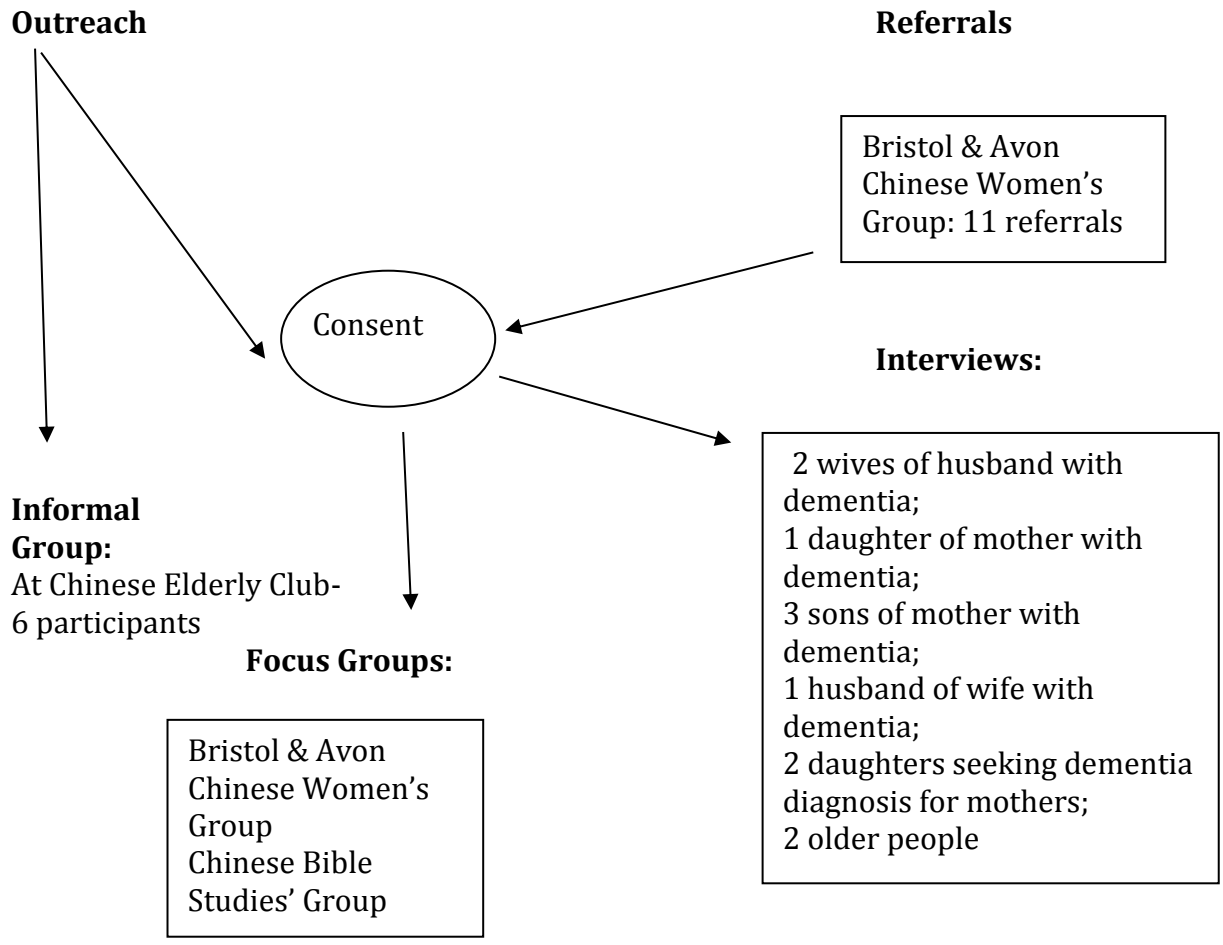 Outreach
Referrals
Bristol & Avon
Chinese Women’s
Group: 11 referrals
Consent
Interviews:
2 wives of husband with
dementia;
1 daughter of mother with
dementia;
3 sons of mother with
dementia;
1 husband of wife with
dementia;
2 daughters seeking dementia
diagnosis for mothers;
2 older people
Informal
Group:
At Chinese Elderly Club-
6 participants
Focus Groups:
Bristol & Avon
Chinese Women’s
Group
Chinese Bible
Studies’ Group